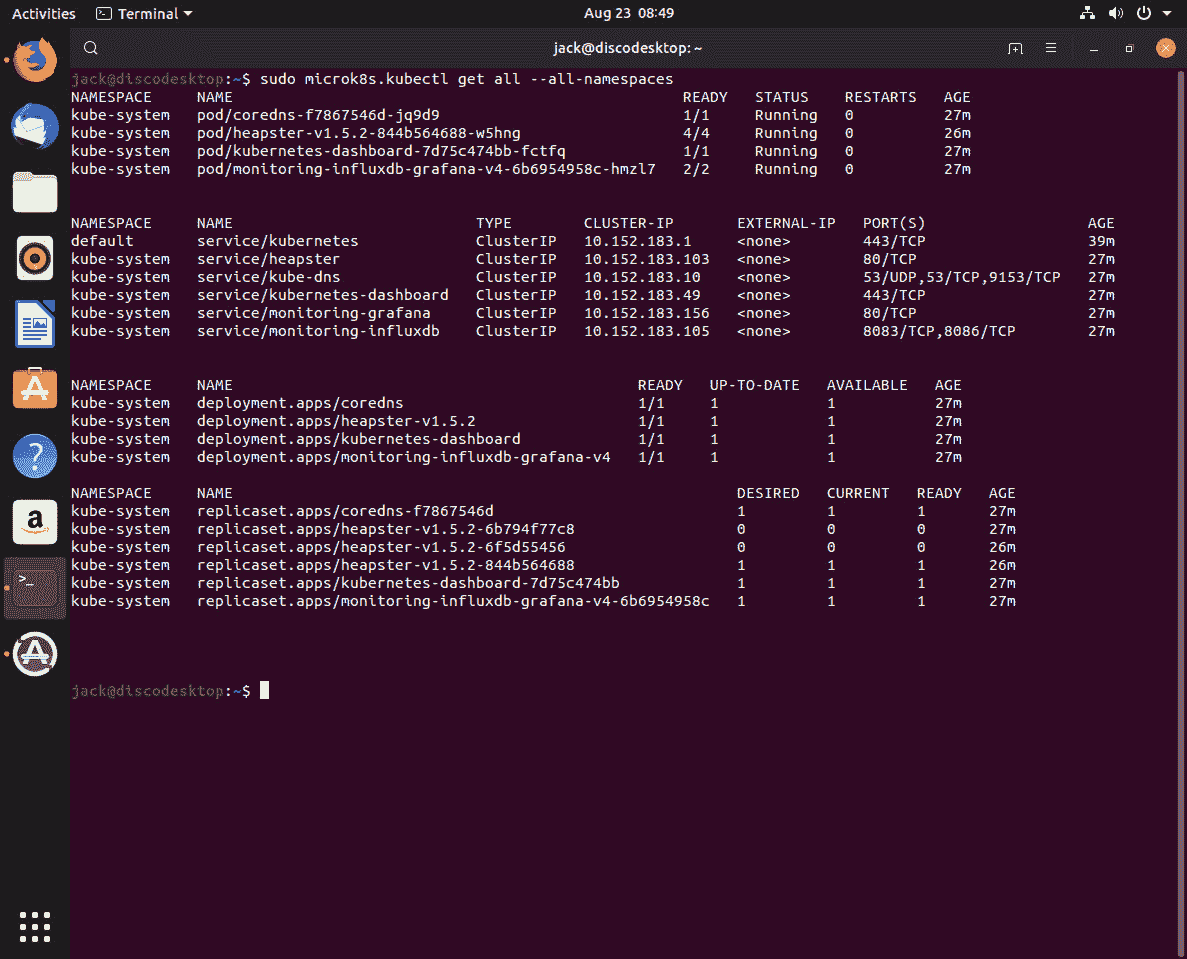 Activities Terminal Aug 23 08:49
jack@discodesktop: ~
jack@discodesktop:~$ sudo microk8s.kubectl get all --all-namespaces
NAMESPACE NAME READY STATUS RESTARTS AGE
kube-system pod/coredns-f7867546d-jq9d9 1/1 Running 0 27m
kube-system pod/heapster-v1.5.2-844b564688-w5hng 4/4 Running 0 26m
kube-system pod/kubernetes-dashboard-7d75c474bb-fctfq 1/1 Running 0 27m
kube-system pod/monitoring-influxdb-grafana-v4-6b6954958c-hmzl7 2/2 Running 0 27m
NAMESPACE NAME TYPE CLUSTER-IP EXTERNAL-IP PORT(S) AGE
default service/kubernetes ClusterIP 10.152.183.1 <none> 443/TCP 39m
kube-system service/heapster ClusterIP 10.152.183.103 <none> 80/TCP 27m
kube-system service/kube-dns ClusterIP 10.152.183.10 <none> 53/UDP,53/TCP,9153/TCP 27m
kube-system service/kubernetes-dashboard ClusterIP 10.152.183.49 <none> 443/TCP 27m
kube-system service/monitoring-grafana ClusterIP 10.152.183.156 <none> 80/TCP 27m
kube-system service/monitoring-influxdb ClusterIP 10.152.183.105 <none> 8083/TCP,8086/TCP 27m
NAMESPACE NAME READY UP-TO-DATE AVAILABLE AGE
kube-system deployment.apps/coredns 1/1 1 1 27m
kube-system deployment.apps/heapster-v1.5.2 1/1 1 1 27m
kube-system deployment.apps/kubernetes-dashboard 1/1 1 1 27m
kube-system deployment.apps/monitoring-influxdb-grafana-v4 1/1 1 1 27m
NAMESPACE NAME DESIRED CURRENT READY AGE
kube-system replicaset.apps/coredns-f7867546d 1 1 1 27m
kube-system replicaset.apps/heapster-v1.5.2-6b794f77c8 0 0 0 27m
kube-system replicaset.apps/heapster-v1.5.2-6f5d55456 0 0 0 26m
kube-system replicaset.apps/heapster-v1.5.2-844b564688 1 1 1 26m
kube-system replicaset.apps/kubernetes-dashboard-7d75c474bb 1 1 1 27m
kube-system replicaset.apps/monitoring-influxdb-grafana-v4-6b6954958c 1 1 1 27m
jack@discodesktop:~$